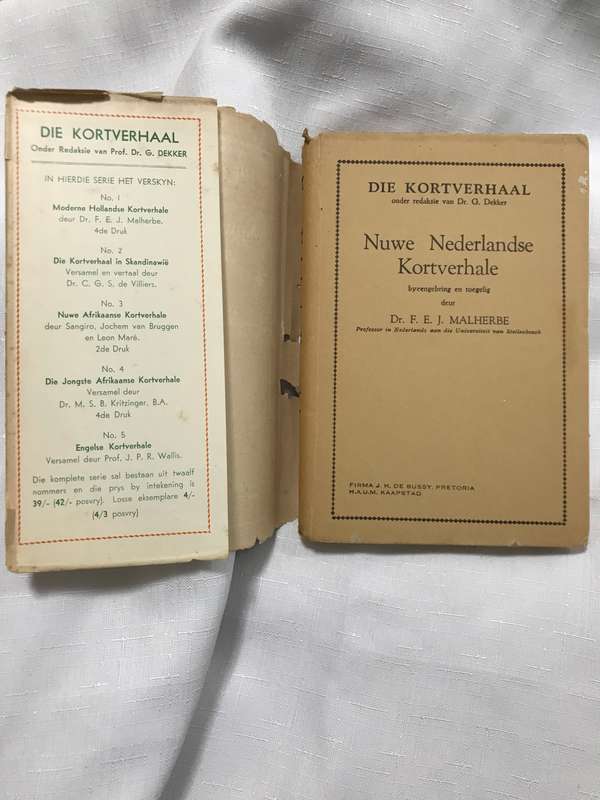 DIE KORTVERHAAL
Onder Redaksie van Prof. Dr. G. DEKKER
IN HIERDIE SERIE HET VERSKYN:
No. 1
Moderne Hollandse Kortverhale
deur Dr. F. E. J. Malherbe.
4de Druk
No. 2
Die Kortverhaal in Skandinawië
Versamel en vertaal deur
Dr. C. G. S. de Villiers.
No. 3
Nuwe Afrikaanse Kortverhale
deur Sangiro, Jochem van Bruggen
en Leon Maré.
2de Druk
No. 4
Die Jongste Afrikaanse Kortverhale
Versamel deur
Dr. M. S. B. Kritzinger, B.A.
4de Druk
No. 5
Engelse Kortverhale
Versamel deur Prof. J. P. R. Wallis.
Die komplete serie sal bestaan uit twaalf
nommers en die prys by intekening is
39/- (42/- posvry). Losse eksemplare 4/-
(4/3 posvry)
DIE KORTVERHAAL
onder redaksie van Dr. G. Dekker
Nuwe Nederlandse
Kortverhale
byeengebring en toegelig
deur
Dr. F. E. J. MALHERBE
Professor in Nederlands aan die Universiteit van Stellenbosch
FIRMA J. H. DE BUSSY, PRETORIA
H.A.U.M. KAAPSTAD